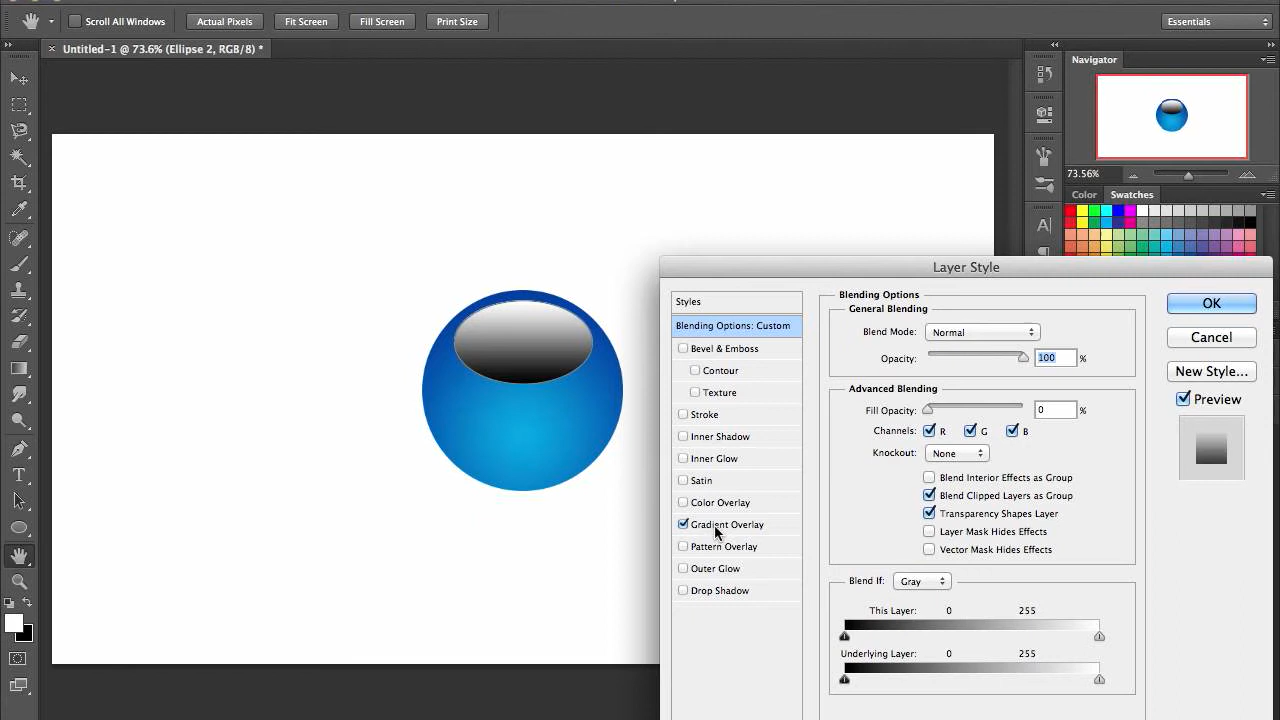 Scroll All Windows
Actual Pixels
Fit Screen
Fill Screen
Print Size
Essentials
Untitled-1 @ 73.6% (Ellipse 2, RGB/8) *
Navigator
73.56%
Color
Swatches
Layer Style
Styles
Blending Options: Custom
Bevel & Emboss
Contour
Texture
Stroke
Inner Shadow
Inner Glow
Satin
Color Overlay
Gradient Overlay
Pattern Overlay
Outer Glow
Drop Shadow
Blending Options
General Blending
Blend Mode: Normal
Opacity: 100 %
Advanced Blending
Fill Opacity: 0 %
Channels: R G B
Knockout: None
Blend Interior Effects as Group
Blend Clipped Layers as Group
Transparency Shapes Layer
Layer Mask Hides Effects
Vector Mask Hides Effects
Blend If: Gray
This Layer: 0 255
Underlying Layer: 0 255
OK
Cancel
New Style...
Preview